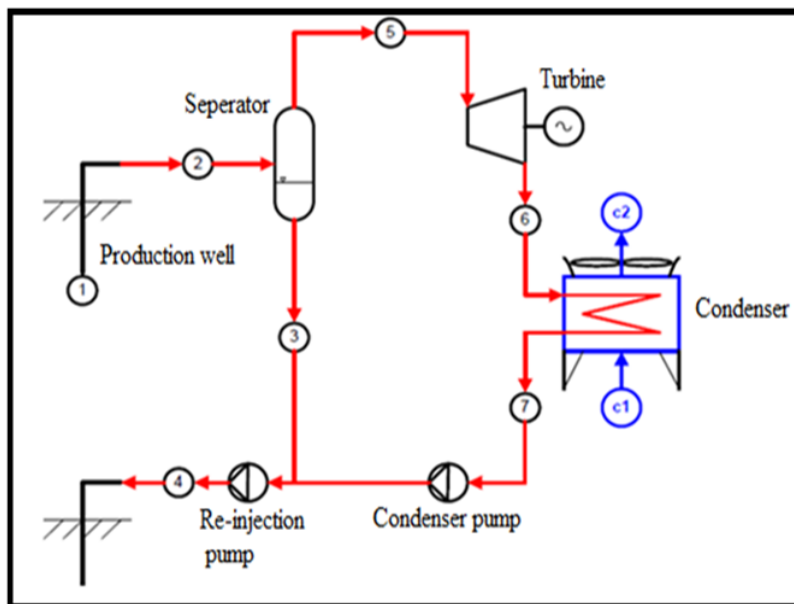 5
Turbine
Seperator
2
6
c2
Production well
1
Condenser
3
7
c1
4
Re-injection
pump
Condenser pump